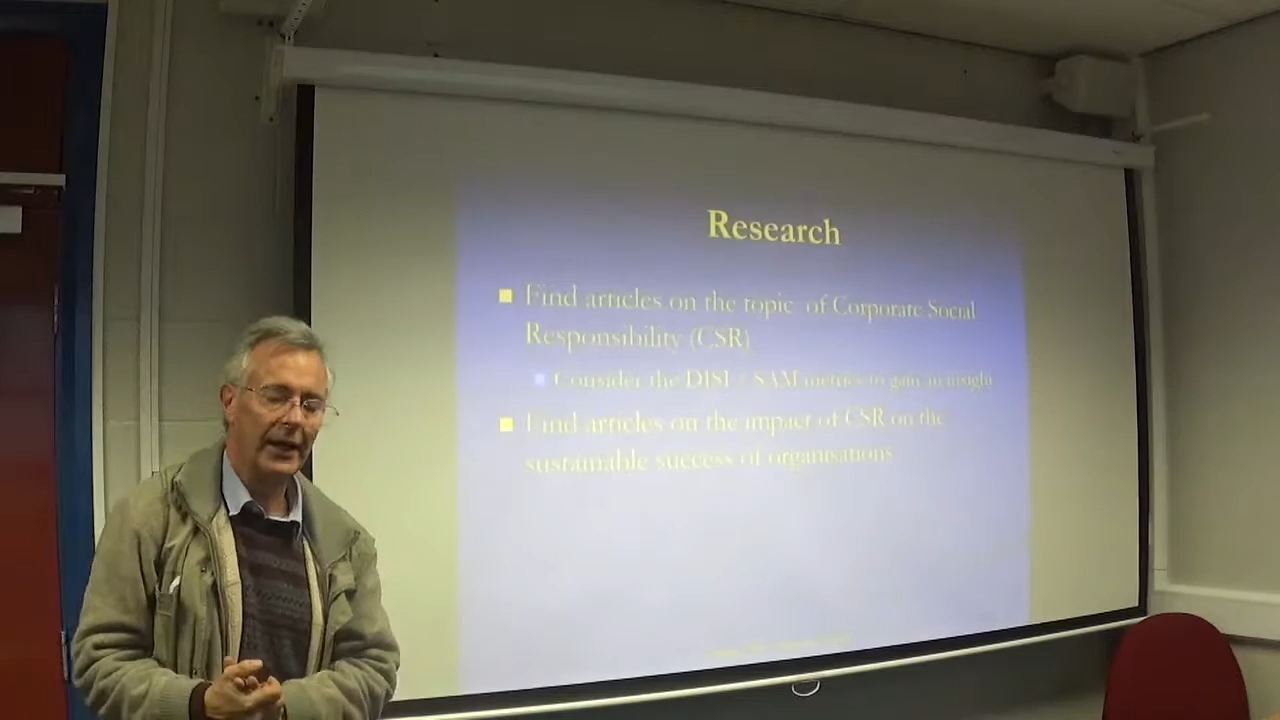 Research
Find articles on the topic of Corporate Social
Responsibility (CSR)
Consider the DJSI / SAM metrics to gain an insight
Find articles on the impact of CSR on the
sustainable success of organisations